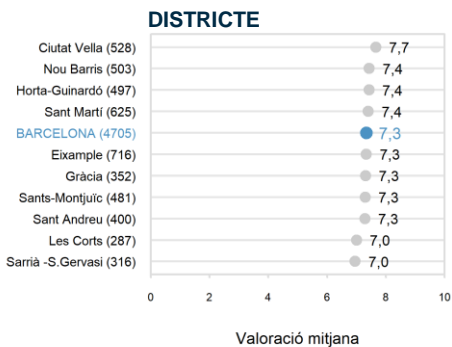 DISTRICTE
Ciutat Vella (528) 7,7
Nou Barris (503) 7,4
Horta-Guinardó (497) 7,4
Sant Martí (625) 7,4
BARCELONA (4705) 7,3
Eixample (716) 7,3
Gràcia (352) 7,3
Sants-Montjuïc (481) 7,3
Sant Andreu (400) 7,3
Les Corts (287) 7,0
Sarrià -S.Gervasi (316) 7,0
0 2 4 6 8 10
Valoració mitjana